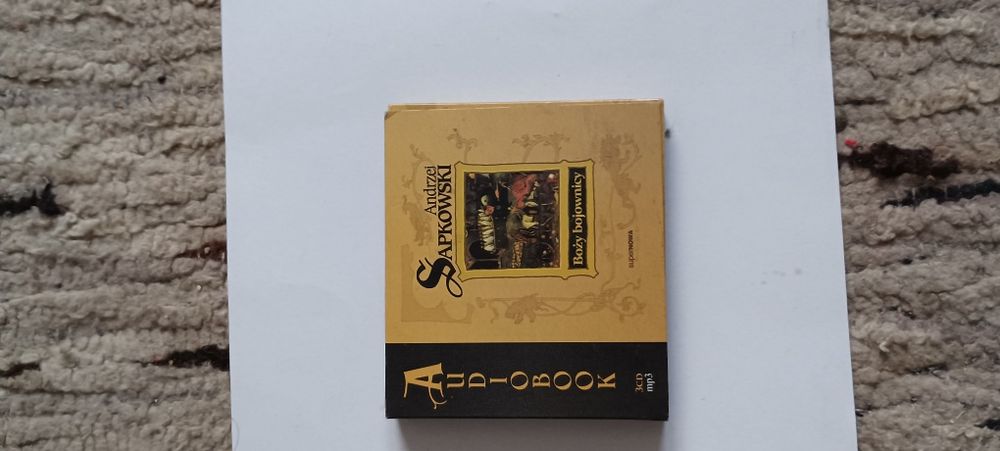 Andrzej
SAPKOWSKI
Boży bojownicy
superNOWA
AUDIOBOOK
3CD
mp3